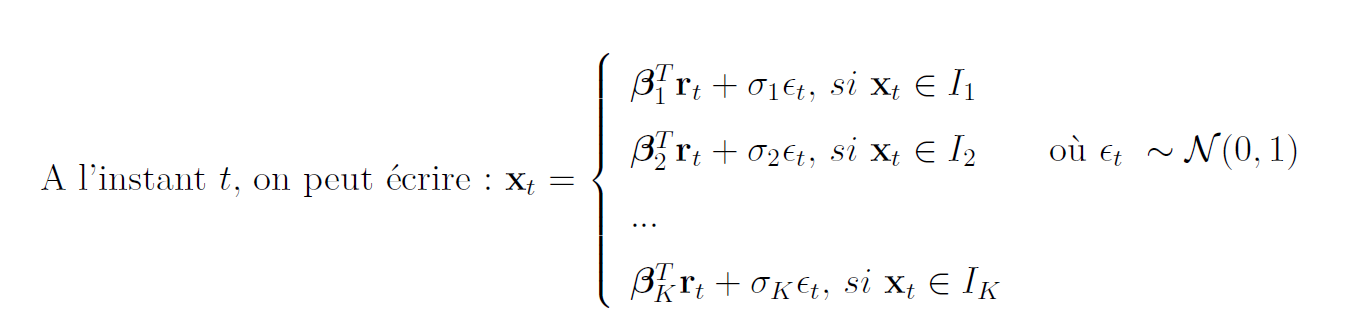 𝜷₁ᵀ𝐫ₜ + σ₁ϵₜ, si 𝐱ₜ ∈ I₁
𝜷₂ᵀ𝐫ₜ + σ₂ϵₜ, si 𝐱ₜ ∈ I₂ où ϵₜ ∼ 𝓝(0, 1)
A l'instant t, on peut écrire : 𝐱ₜ = {
...
𝜷_Kᵀ𝐫ₜ + σ_Kϵₜ, si 𝐱ₜ ∈ I_K